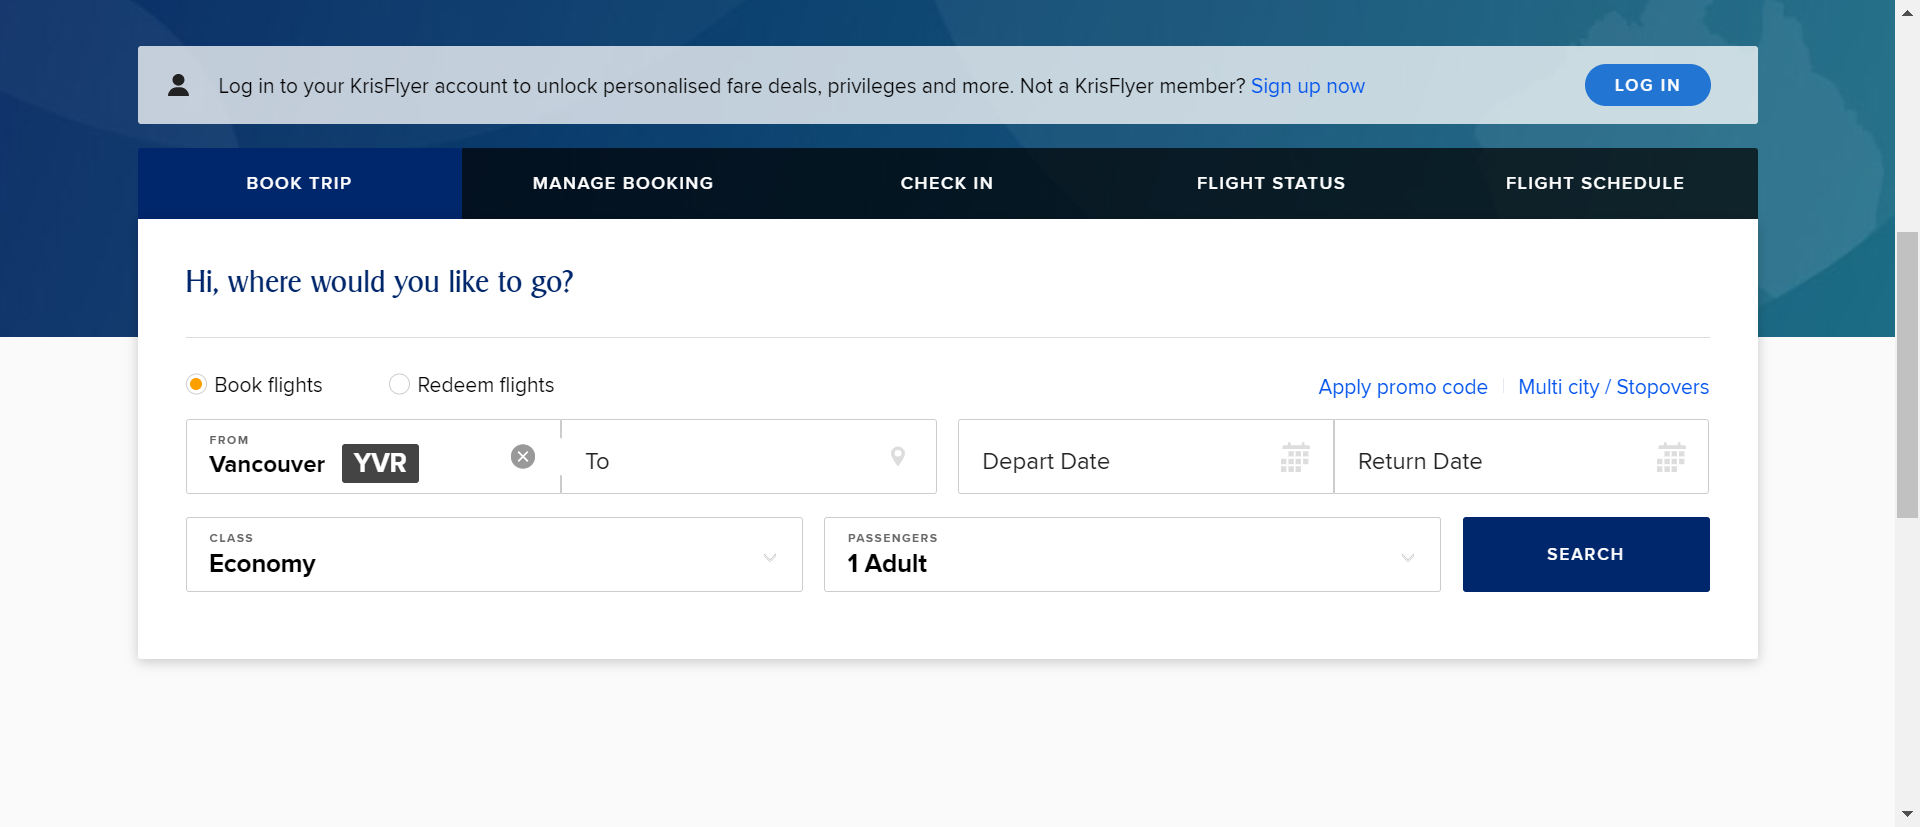 Log in to your KrisFlyer account to unlock personalised fare deals, privileges and more. Not a KrisFlyer member? Sign up now
LOG IN
BOOK TRIP
MANAGE BOOKING
CHECK IN
FLIGHT STATUS
FLIGHT SCHEDULE
Hi, where would you like to go?
Book flights
Redeem flights
Apply promo code
Multi city / Stopovers
FROM
Vancouver YVR
To
Depart Date
Return Date
CLASS
Economy
PASSENGERS
1 Adult
SEARCH